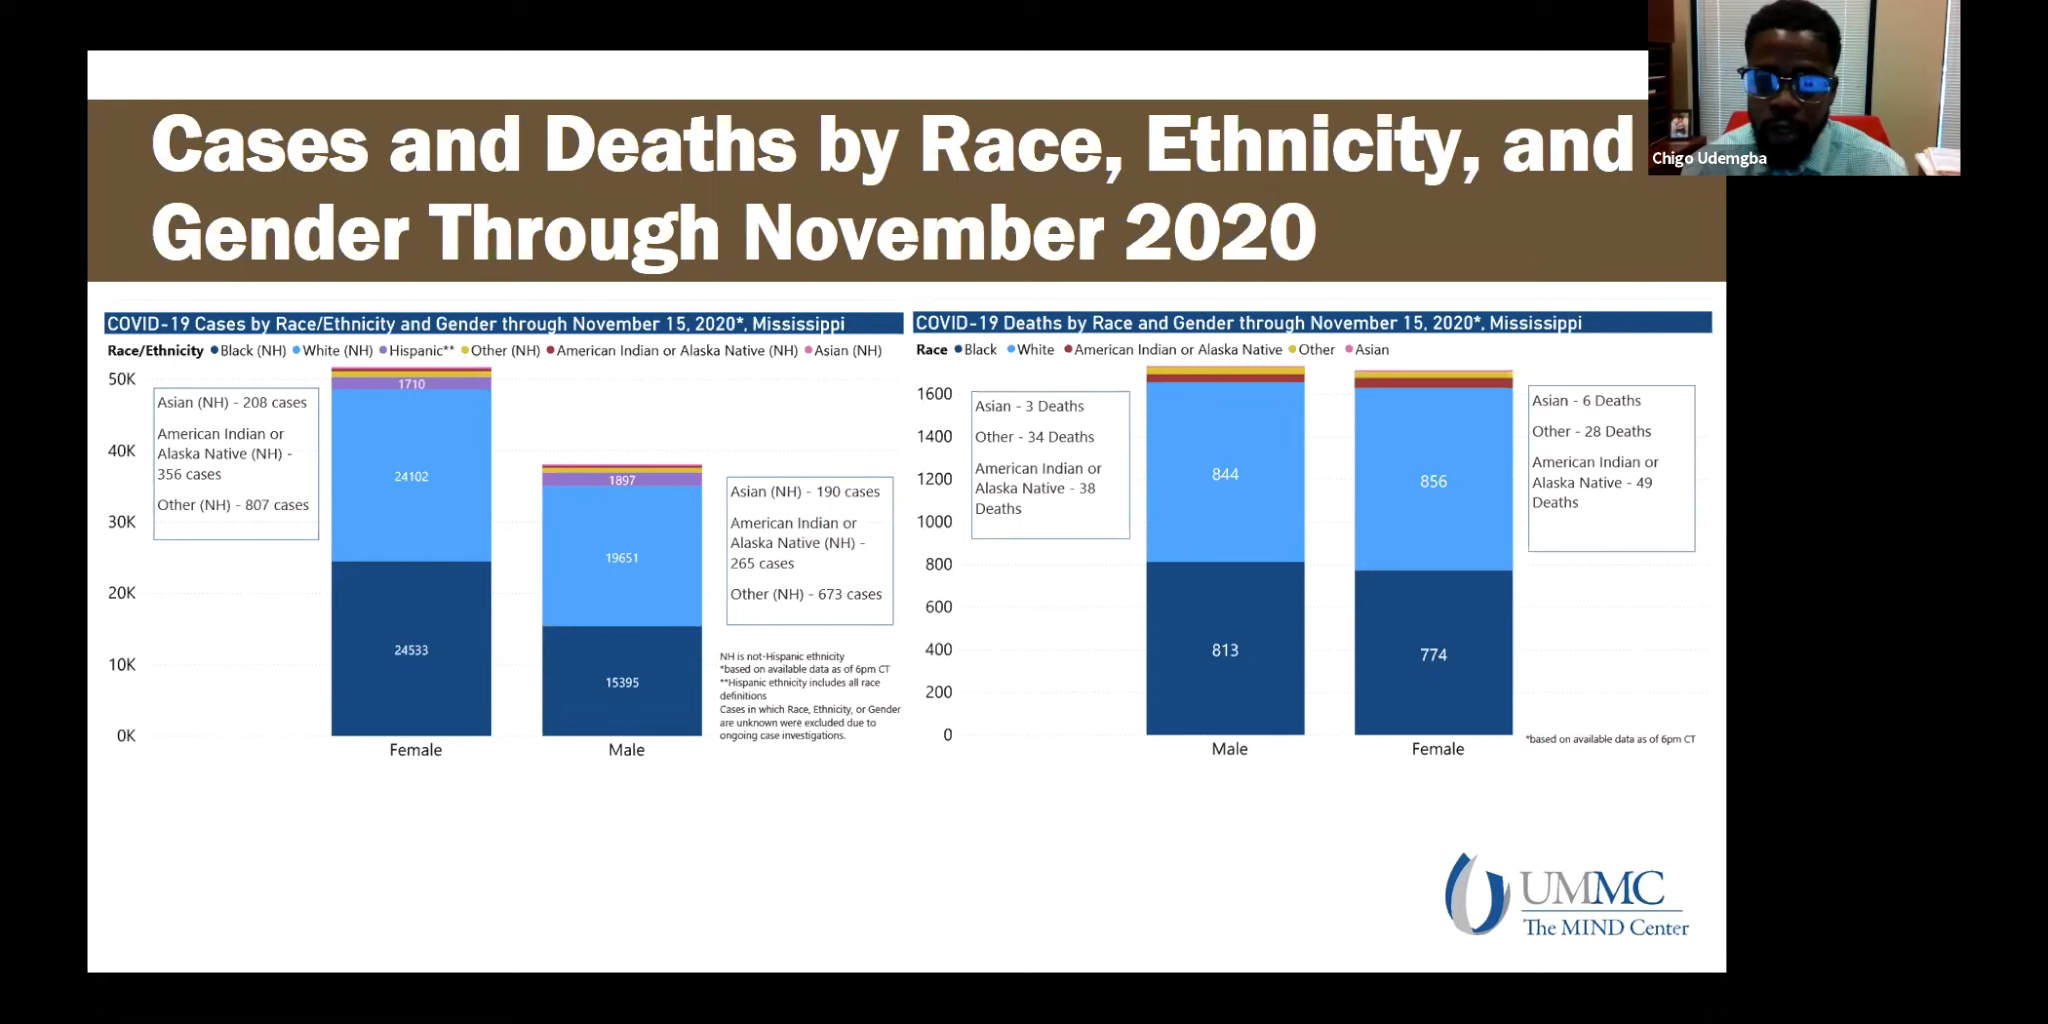 Cases and Deaths by Race, Ethnicity, and
Gender Through November 2020
Chigo Udemgba
COVID-19 Cases by Race/Ethnicity and Gender through November 15, 2020*, Mississippi
Race/Ethnicity Black (NH) White (NH) Hispanic** Other (NH) American Indian or Alaska Native (NH) Asian (NH)
50K
40K
30K
20K
10K
0K
Asian (NH) - 208 cases
American Indian or
Alaska Native (NH) -
356 cases
Other (NH) - 807 cases
1710
24102
24533
Female
1897
19651
15395
Male
Asian (NH) - 190 cases
American Indian or
Alaska Native (NH) -
265 cases
Other (NH) - 673 cases
NH is not-Hispanic ethnicity
*based on available data as of 6pm CT
**Hispanic ethnicity includes all race
definitions
Cases in which Race, Ethnicity, or Gender
are unknown were excluded due to
ongoing case investigations.
COVID-19 Deaths by Race and Gender through November 15, 2020*, Mississippi
Race Black White American Indian or Alaska Native Other Asian
1600
1400
1200
1000
800
600
400
200
0
Asian - 3 Deaths
Other - 34 Deaths
American Indian or
Alaska Native - 38
Deaths
844
813
Male
856
774
Female
Asian - 6 Deaths
Other - 28 Deaths
American Indian or
Alaska Native - 49
Deaths
*based on available data as of 6pm CT
UMMC
The MIND Center